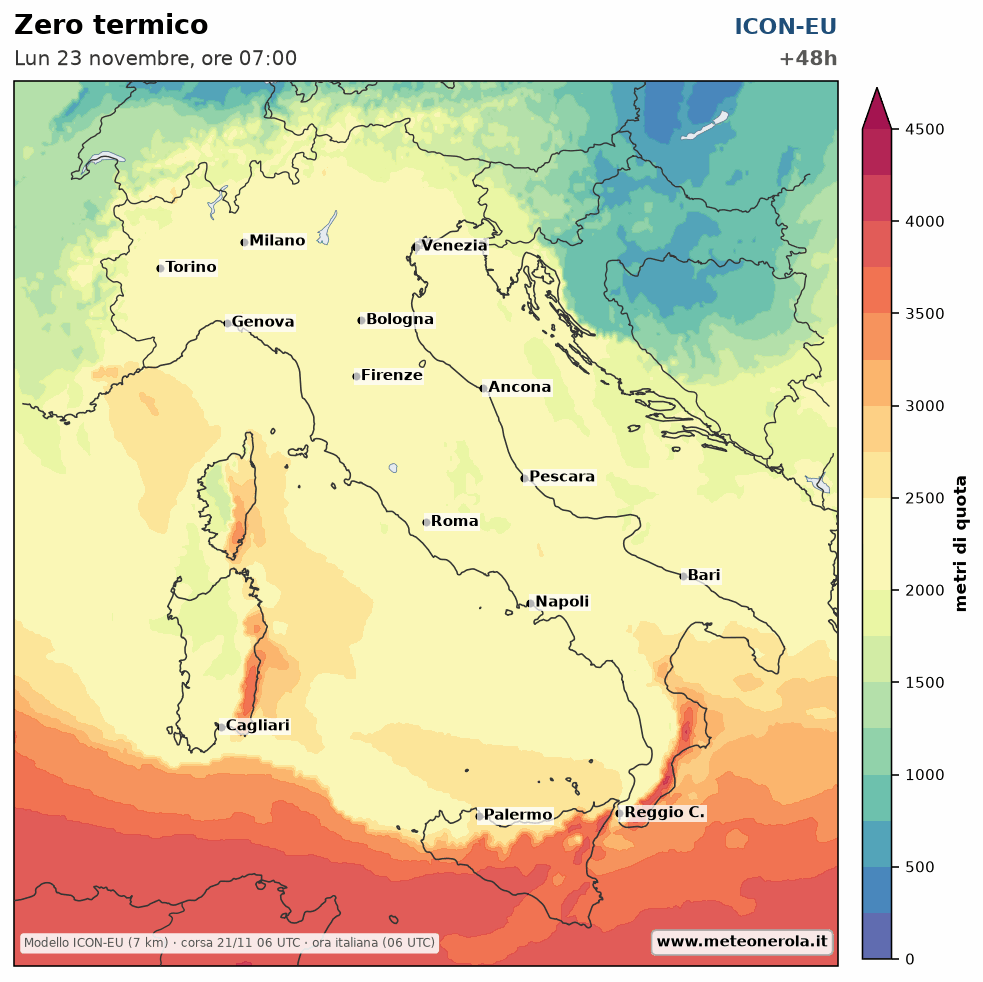 Zero termico
ICON-EU
Lun 23 novembre, ore 07:00
+48h
Milano
Venezia
Torino
Genova
Bologna
Firenze
Ancona
Pescara
Roma
Bari
Napoli
Cagliari
Palermo
Reggio C.
4500
4000
3500
3000
2500
2000
1500
1000
500
0
metri di quota
Modello ICON-EU (7 km) · corsa 21/11 06 UTC · ora italiana (06 UTC)
www.meteonerola.it